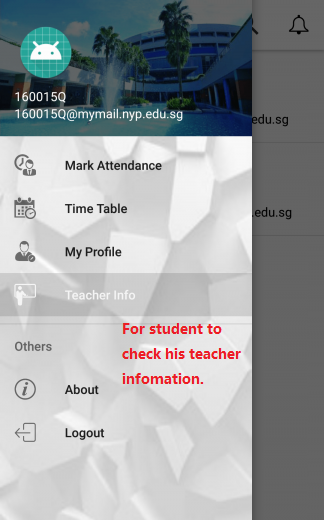 160015Q
160015Q@mymail.nyp.edu.sg
edu.sg
.edu.sg
Mark Attendance
Time Table
My Profile
Teacher Info
For student to
check his teacher
infomation.
Others
About
Logout